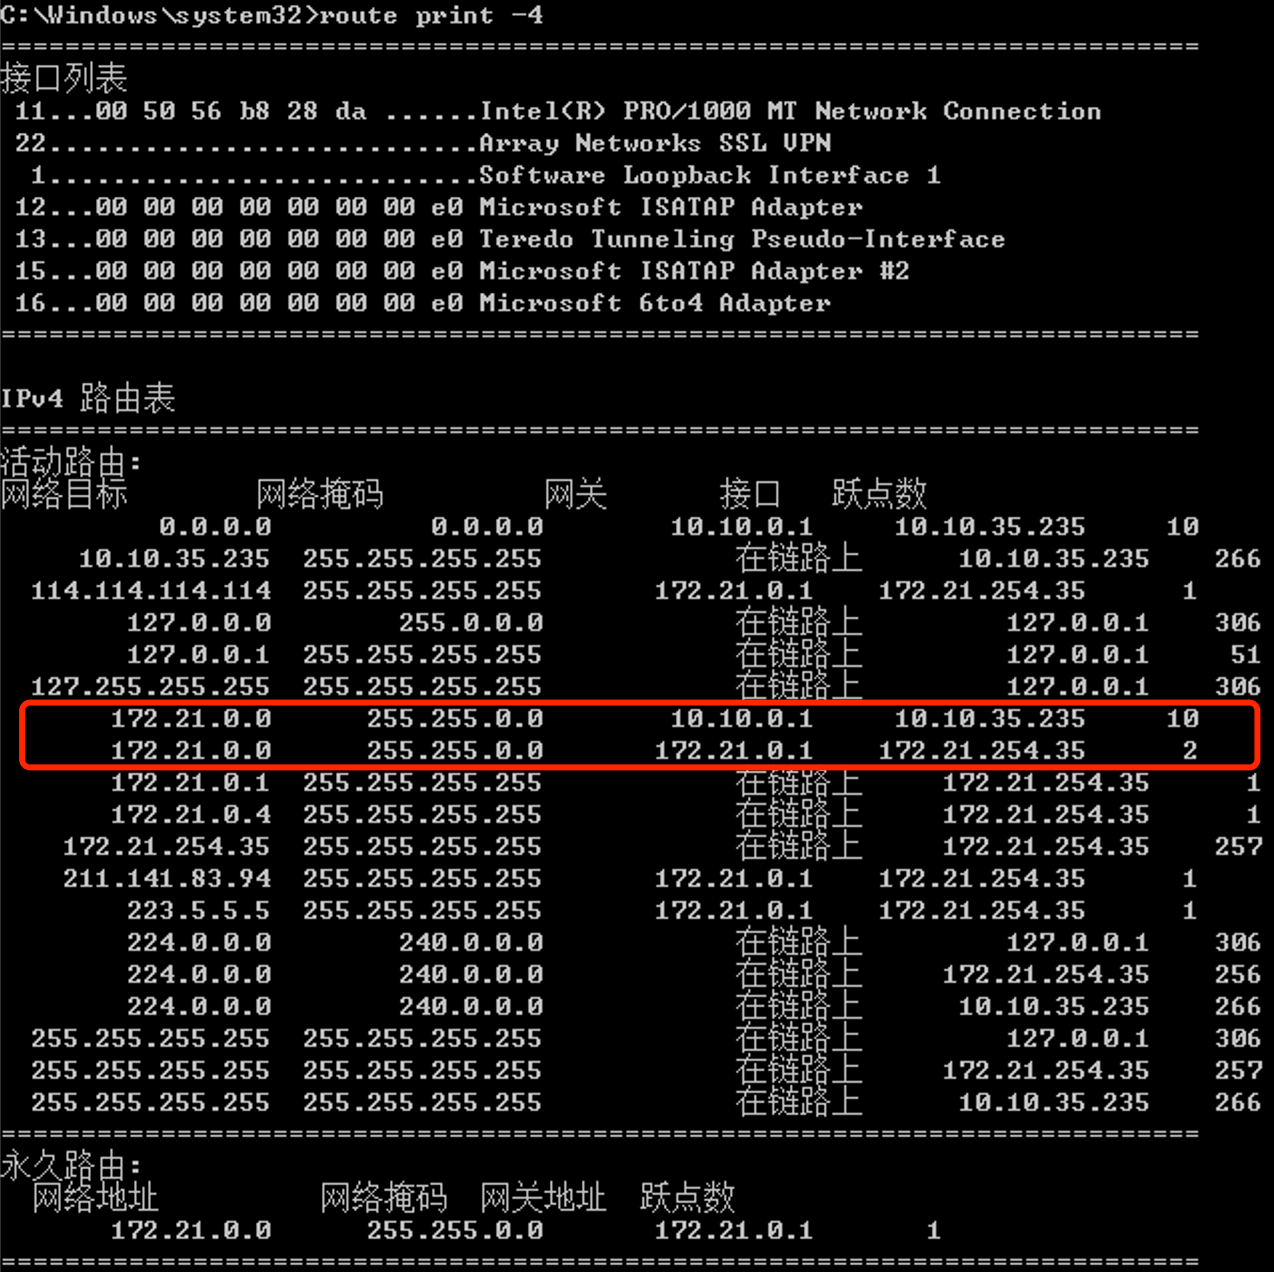 C:\Windows\system32>route print -4
===========================================================================
接口列表
 11...00 50 56 b8 28 da ......Intel(R) PRO/1000 MT Network Connection
 22...........................Array Networks SSL VPN
  1...........................Software Loopback Interface 1
 12...00 00 00 00 00 00 00 e0 Microsoft ISATAP Adapter
 13...00 00 00 00 00 00 00 e0 Teredo Tunneling Pseudo-Interface
 15...00 00 00 00 00 00 00 e0 Microsoft ISATAP Adapter #2
 16...00 00 00 00 00 00 00 e0 Microsoft 6to4 Adapter
===========================================================================
IPv4 路由表
===========================================================================
活动路由:
网络目标        网络掩码          网关       接口   跃点数
          0.0.0.0          0.0.0.0        10.10.0.1     10.10.35.235     10
     10.10.35.235  255.255.255.255            在链路上      10.10.35.235    266
  114.114.114.114  255.255.255.255       172.21.0.1    172.21.254.35      1
        127.0.0.0        255.0.0.0            在链路上         127.0.0.1    306
        127.0.0.1  255.255.255.255            在链路上         127.0.0.1     51
  127.255.255.255  255.255.255.255            在链路上         127.0.0.1    306
       172.21.0.0      255.255.0.0        10.10.0.1     10.10.35.235     10
       172.21.0.0      255.255.0.0       172.21.0.1    172.21.254.35      2
       172.21.0.1  255.255.255.255            在链路上     172.21.254.35      1
       172.21.0.4  255.255.255.255            在链路上     172.21.254.35      1
    172.21.254.35  255.255.255.255            在链路上     172.21.254.35    257
    211.141.83.94  255.255.255.255       172.21.0.1    172.21.254.35      1
        223.5.5.5  255.255.255.255       172.21.0.1    172.21.254.35      1
        224.0.0.0        240.0.0.0            在链路上         127.0.0.1    306
        224.0.0.0        240.0.0.0            在链路上     172.21.254.35    256
        224.0.0.0        240.0.0.0            在链路上      10.10.35.235    266
  255.255.255.255  255.255.255.255            在链路上         127.0.0.1    306
  255.255.255.255  255.255.255.255            在链路上     172.21.254.35    257
  255.255.255.255  255.255.255.255            在链路上      10.10.35.235    266
===========================================================================
永久路由:
  网络地址          网络掩码  网关地址  跃点数
       172.21.0.0      255.255.0.0       172.21.0.1       1
===========================================================================